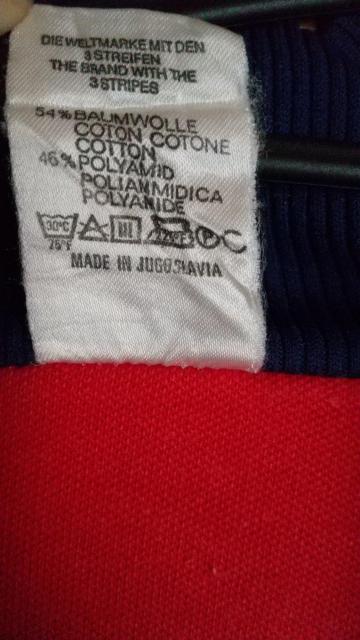 DIE WELTMARKE MIT DEN
3 STREIFEN
THE BRAND WITH THE
3 STRIPES
54% BAUMWOLLE
COTON COTONE
COTTON
46% POLYAMID
POLIAMMIDICA
POLYAMIDE
30°C
MADE IN JUGOSLAVIA